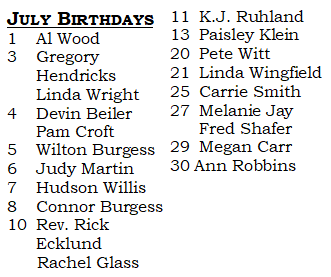 July Birthdays
1 Al Wood
3 Gregory
Hendricks
Linda Wright
4 Devin Beiler
Pam Croft
5 Wilton Burgess
6 Judy Martin
7 Hudson Willis
8 Connor Burgess
10 Rev. Rick
Ecklund
Rachel Glass
11 K.J. Ruhland
13 Paisley Klein
20 Pete Witt
21 Linda Wingfield
25 Carrie Smith
27 Melanie Jay
Fred Shafer
29 Megan Carr
30 Ann Robbins